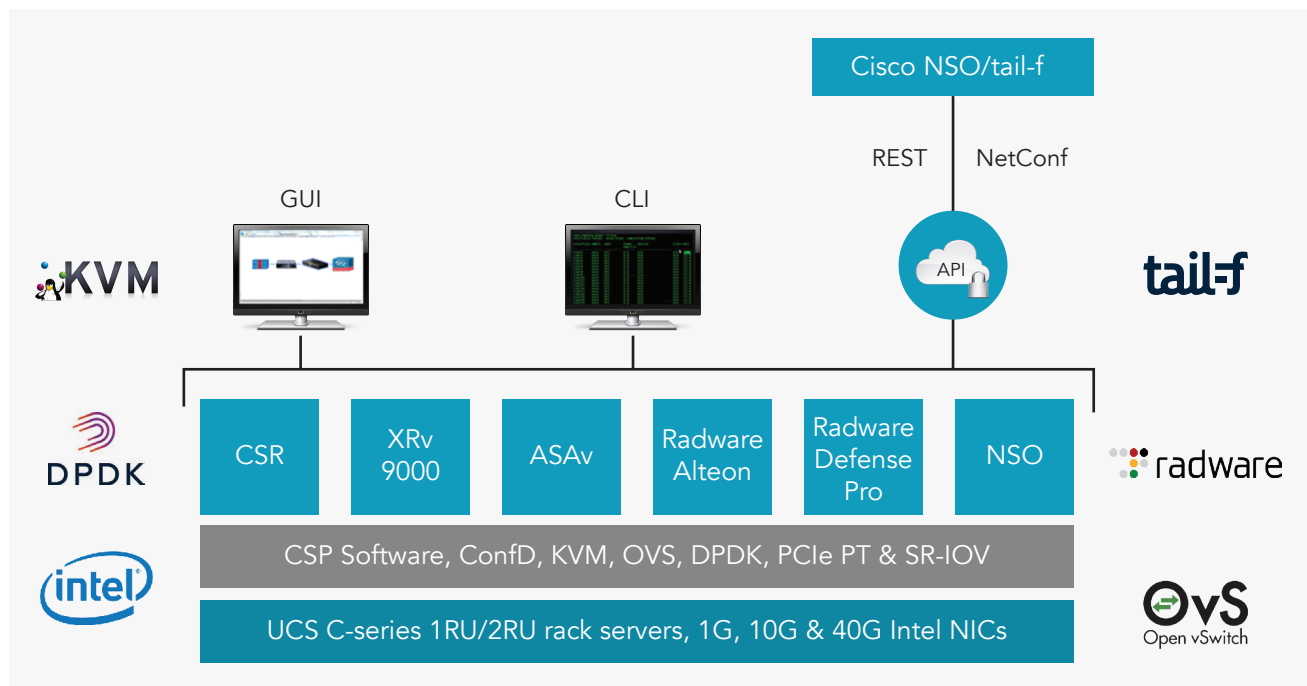 Cisco NSO/tail-f
REST
NetConf
GUI
CLI
KVM
API
tail-f
DPDK
CSR
XRv
9000
ASAv
Radware
Alteon
Radware
Defense
Pro
NSO
radware
CSP Software, ConfD, KVM, OVS, DPDK, PCIe PT & SR-IOV
intel
OvS
Open vSwitch
UCS C-series 1RU/2RU rack servers, 1G, 10G & 40G Intel NICs